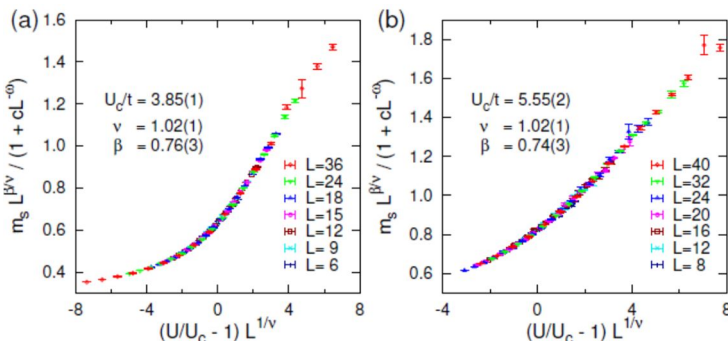 (a)
1.6
1.4
1.2
1.0
0.8
0.6
0.4
m_s L^{β/ν} / (1 + cL^{-ω})
U_c/t = 3.85(1)
ν = 1.02(1)
β = 0.76(3)
L=36
L=24
L=18
L=15
L=12
L=9
L=6
-8 -4 0 4 8
(U/U_c - 1) L^{1/ν}
(b)
1.8
1.6
1.4
1.2
1.0
0.8
0.6
m_s L^{β/ν} / (1 + cL^{-ω})
U_c/t = 5.55(2)
ν = 1.02(1)
β = 0.74(3)
L=40
L=32
L=24
L=20
L=16
L=12
L=8
-4 0 4 8
(U/U_c - 1) L^{1/ν}